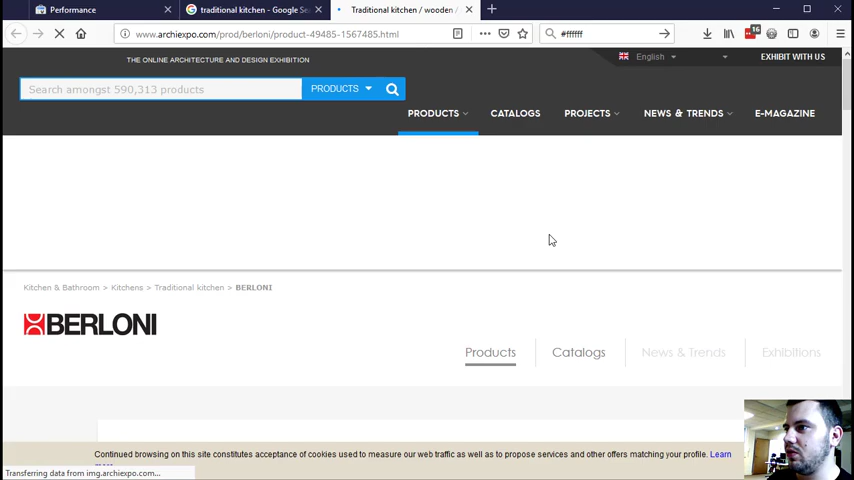 Performance
traditional kitchen - Google Se
Traditional kitchen / wooden /
www.archiexpo.com/prod/berloni/product-49485-1567485.html
#ffffff
16
THE ONLINE ARCHITECTURE AND DESIGN EXHIBITION
English
EXHIBIT WITH US
Search amongst 590,313 products
PRODUCTS
PRODUCTS
CATALOGS
PROJECTS
NEWS & TRENDS
E-MAGAZINE
Kitchen & Bathroom > Kitchens > Traditional kitchen > BERLONI
BERLONI
Products
Catalogs
News & Trends
Exhibitions
Continued browsing on this site constitutes acceptance of cookies used to measure our web traffic as well as to propose services and other offers matching your profile. Learn
Transferring data from img.archiexpo.com...